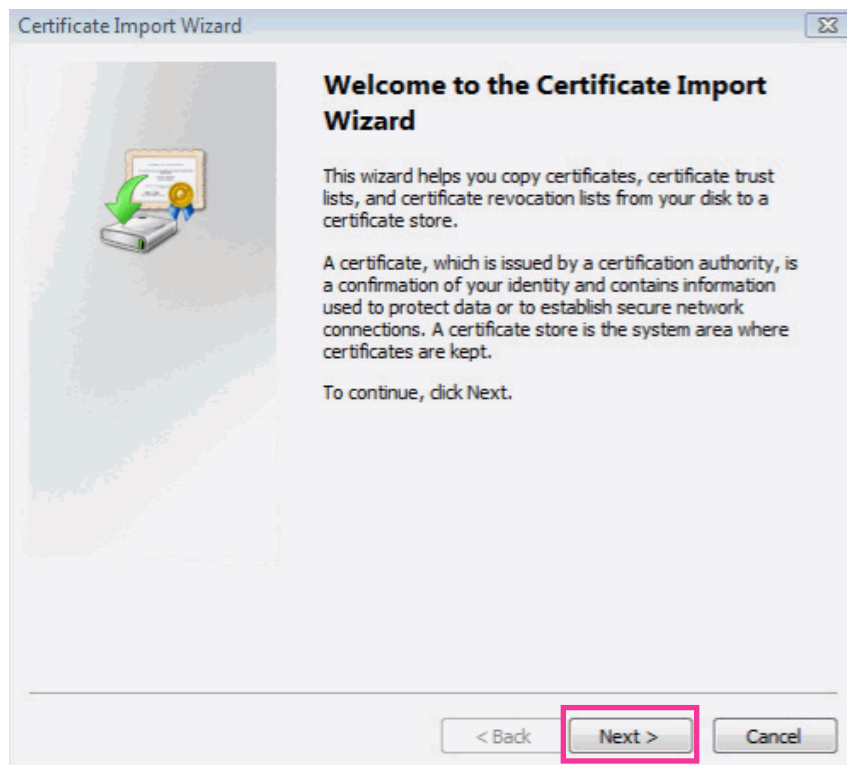 Certificate Import Wizard
Welcome to the Certificate Import
Wizard
This wizard helps you copy certificates, certificate trust
lists, and certificate revocation lists from your disk to a
certificate store.
A certificate, which is issued by a certification authority, is
a confirmation of your identity and contains information
used to protect data or to establish secure network
connections. A certificate store is the system area where
certificates are kept.
To continue, click Next.
< Back Next > Cancel